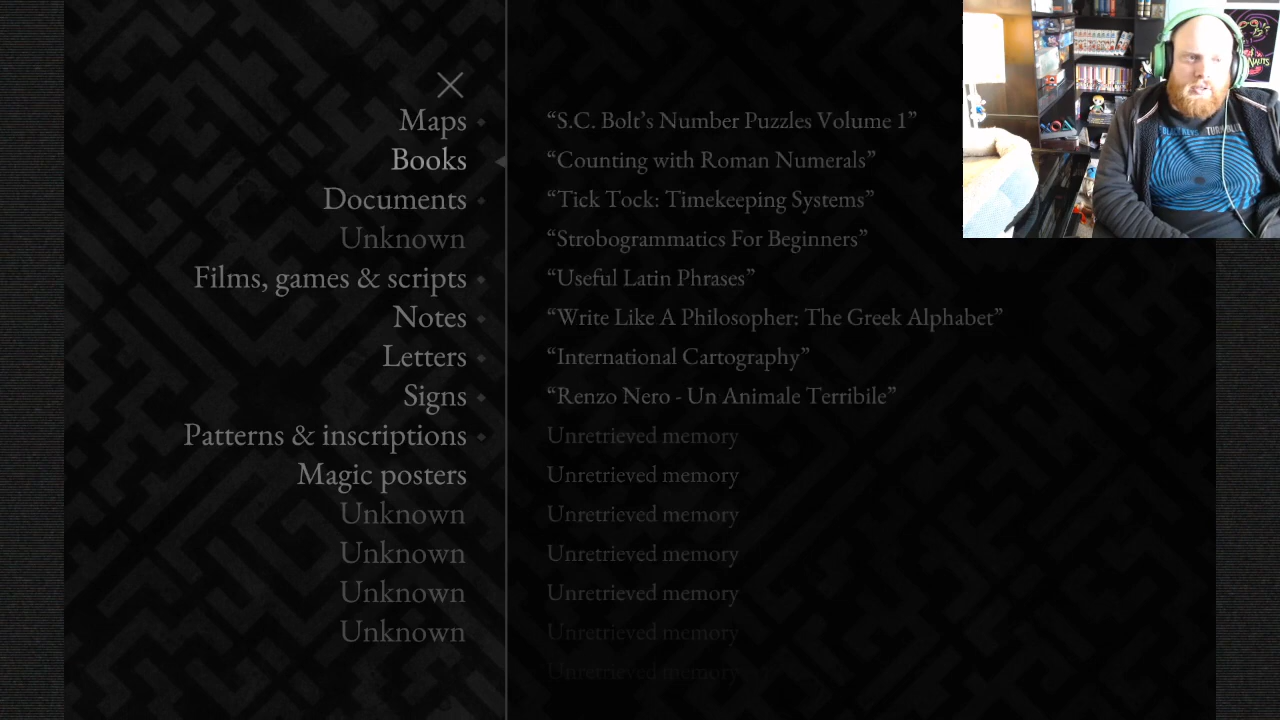 Maps
Books
Documents
Unknown
Films, games & scripts
Notes
Letters
Signs
Patterns & inscriptions
Magic posters
Unknown
Unknown
Unknown
Unknown
“S.C. Bolt’s Number Puzzles Volume 1”
“Counting with Roman Numerals”
“Tick Tock: Timekeeping Systems”
“Strobogrammatics For Beginners”
“Useful Latin Phrases”
“Write Like A Philosopher: The Greek Alphabet”
“International Cartography”
“Renzo Nero - Un Animale Terribile”
Unretrieved memory
Unretrieved memory
Unretrieved memory
Unretrieved memory
Unretrieved memory
Unretrieved memory
Unretrieved memory